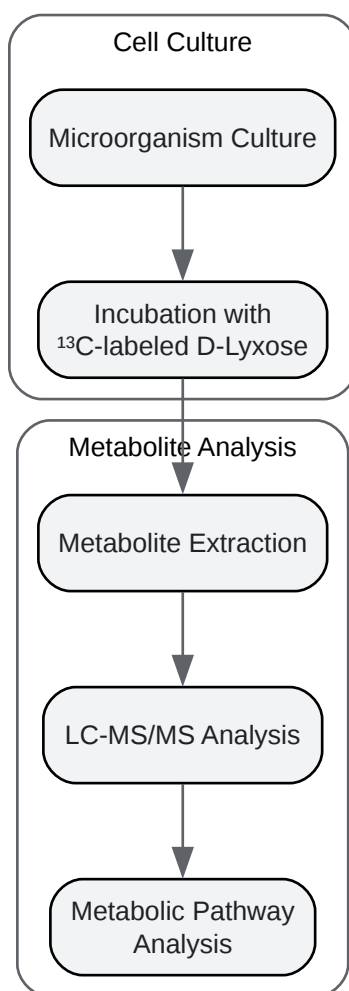 Cell Culture
Microorganism Culture
Incubation with
¹³C-labeled D-Lyxose
Metabolite Analysis
Metabolite Extraction
LC-MS/MS Analysis
Metabolic Pathway
Analysis